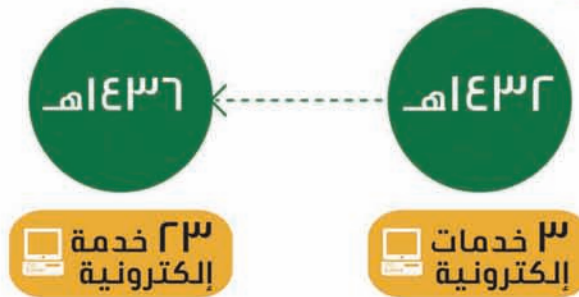 ١٤٣٢هـ
١٤٣٦هـ
٣ خدمات
إلكترونية
٢٣ خدمة
إلكترونية